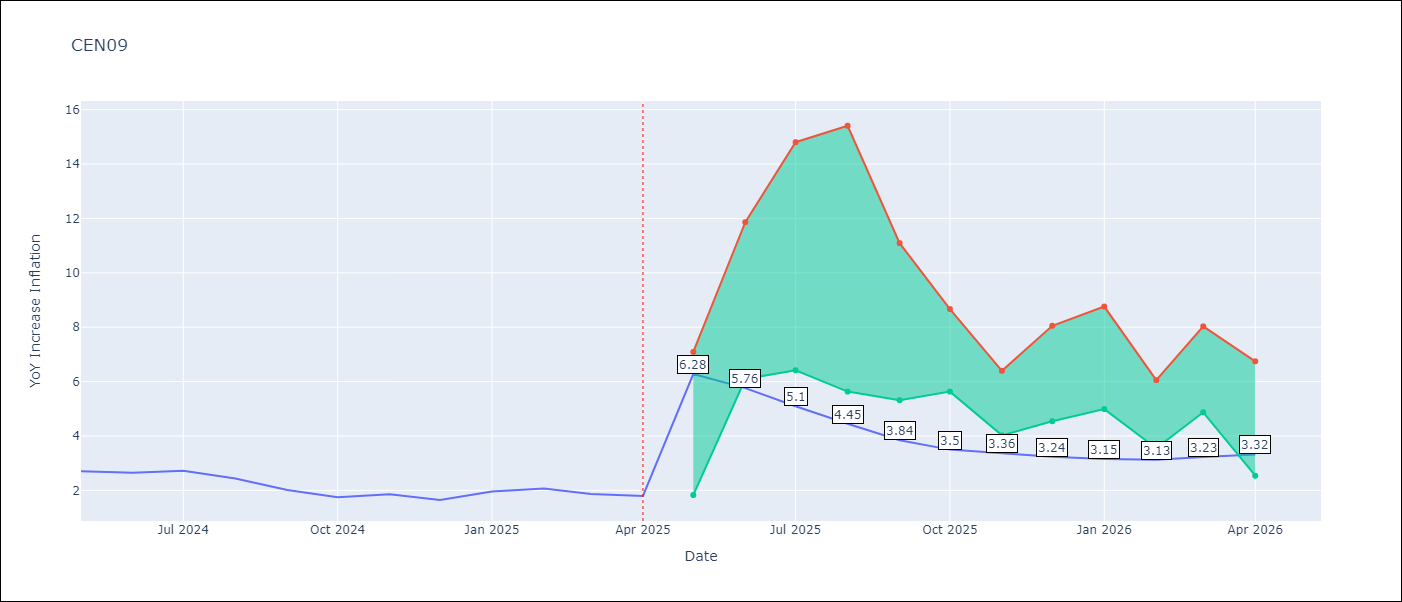 CEN09
YoY Increase Inflation
16
14
12
10
8
6
4
2
6.28
5.76
5.1
4.45
3.84
3.5
3.36
3.24
3.15
3.13
3.23
3.32
Jul 2024
Oct 2024
Jan 2025
Apr 2025
Jul 2025
Oct 2025
Jan 2026
Apr 2026
Date